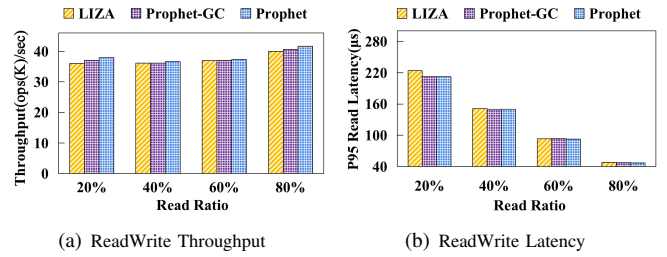 LIZA Prophet-GC Prophet
Throughput(ops(K)/sec)
40
30
20
10
0
20% 40% 60% 80%
Read Ratio
(a) ReadWrite Throughput
LIZA Prophet-GC Prophet
P95 Read Latency(μs)
280
220
160
100
40
20% 40% 60% 80%
Read Ratio
(b) ReadWrite Latency